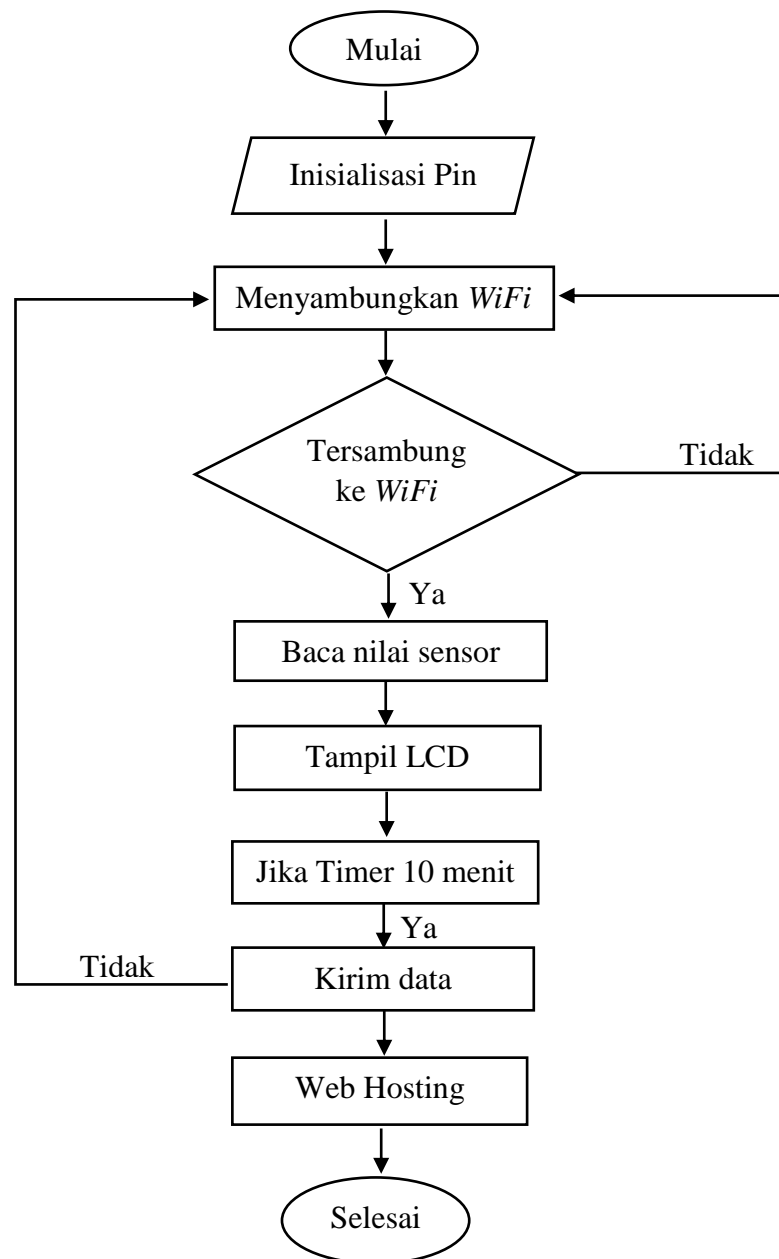 Mulai
Inisialisasi Pin
Menyambungkan WiFi
Tersambung
ke WiFi
Tidak
Ya
Baca nilai sensor
Tampil LCD
Jika Timer 10 menit
Ya
Tidak
Kirim data
Web Hosting
Selesai